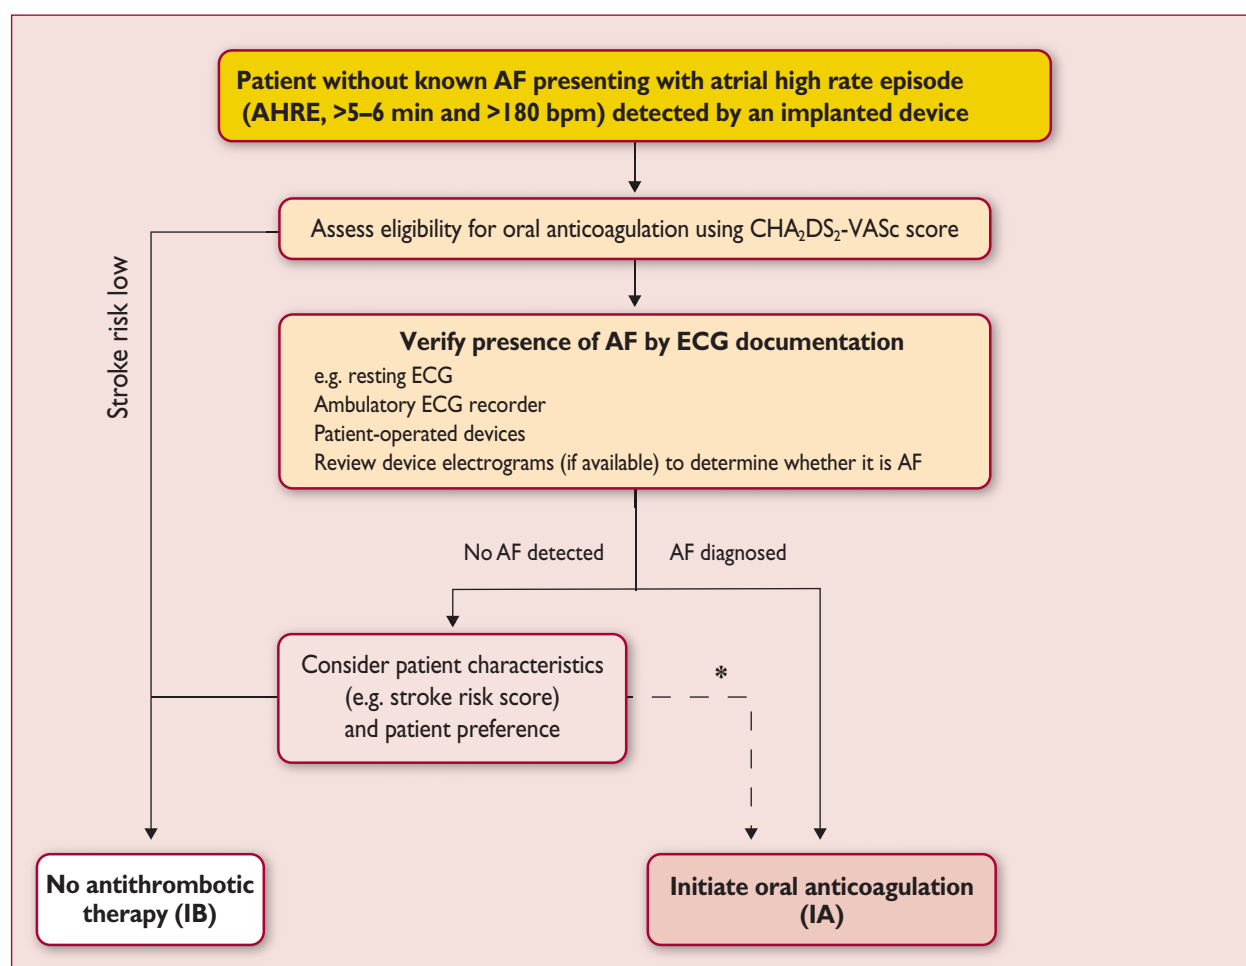 Patient without known AF presenting with atrial high rate episode
(AHRE, >5–6 min and >180 bpm) detected by an implanted device
Assess eligibility for oral anticoagulation using CHA₂DS₂-VASc score
Stroke risk low
Verify presence of AF by ECG documentation
e.g. resting ECG
Ambulatory ECG recorder
Patient-operated devices
Review device electrograms (if available) to determine whether it is AF
No AF detected
AF diagnosed
Consider patient characteristics
(e.g. stroke risk score)
and patient preference
*
No antithrombotic
therapy (IB)
Initiate oral anticoagulation
(IA)